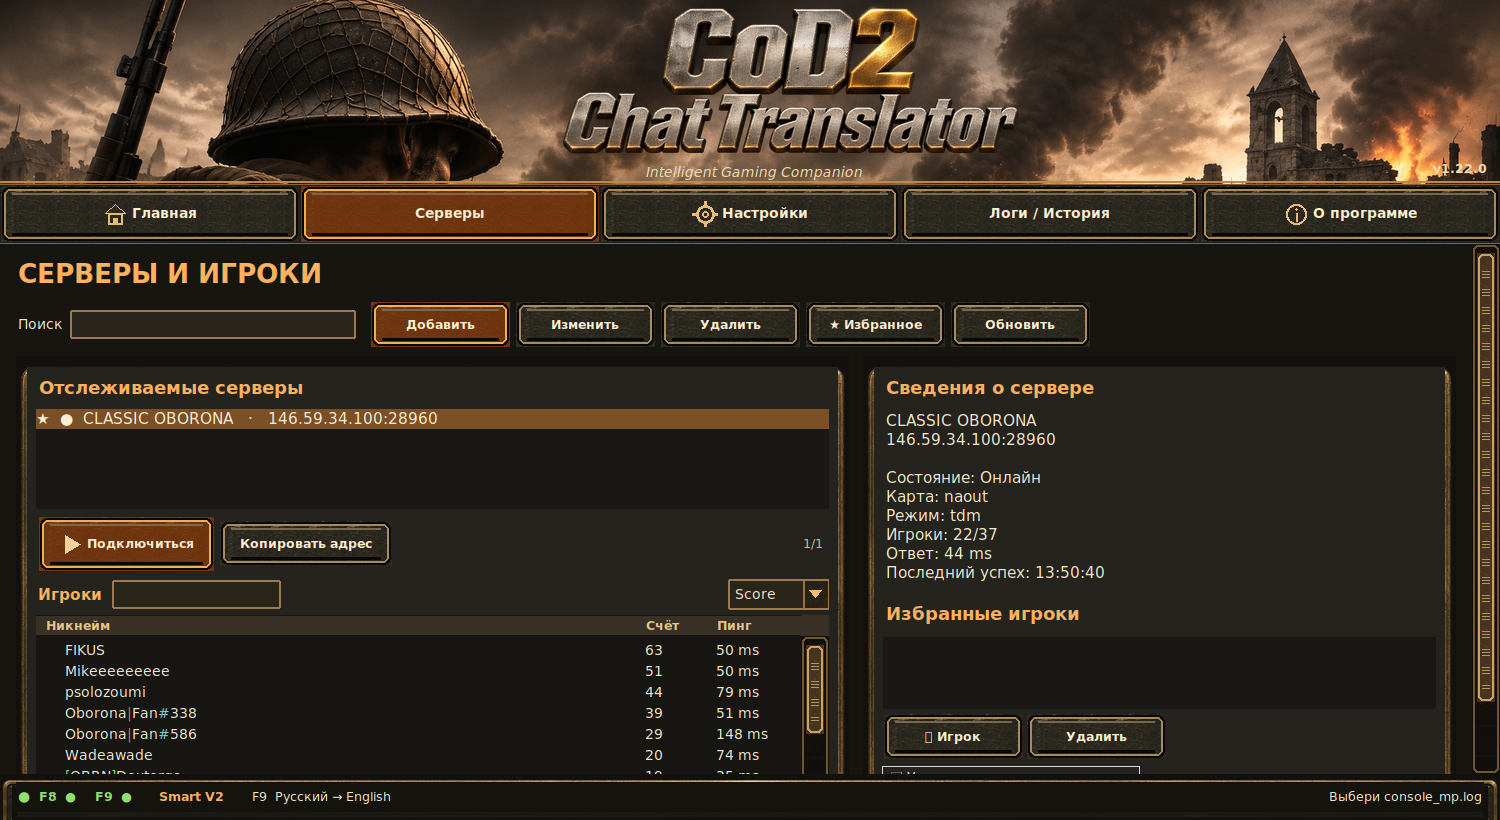 CoD2
Chat Translator
Intelligent Gaming Companion
v1.22.0
Главная
Серверы
Настройки
Логи / История
О программе
СЕРВЕРЫ И ИГРОКИ
Поиск
Добавить
Изменить
Удалить
★ Избранное
Обновить
Отслеживаемые серверы
★ ● CLASSIC OBORONA · 146.59.34.100:28960
Подключиться
Копировать адрес
1/1
Игроки
Score
Никнейм Счёт Пинг
FIKUS 63 50 ms
Mikeeeeeeeee 51 50 ms
psolozoumi 44 79 ms
Oborona|Fan#338 39 51 ms
Oborona|Fan#586 29 148 ms
Wadeawade 20 74 ms
Сведения о сервере
CLASSIC OBORONA
146.59.34.100:28960
Состояние: Онлайн
Карта: naout
Режим: tdm
Игроки: 22/37
Ответ: 44 ms
Последний успех: 13:50:40
Избранные игроки
Игрок
Удалить
● F8 ● F9 ● Smart V2 F9 Русский → English
Выбери console_mp.log